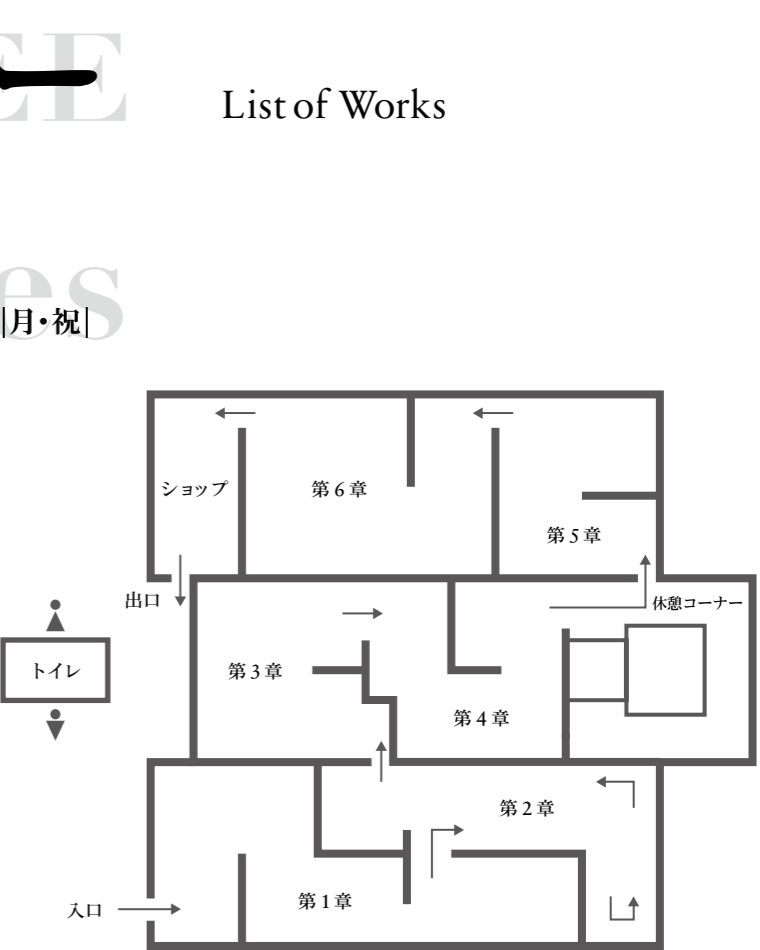 EE
List of Works
es
|月・祝|
ショップ
第6章
第5章
出口
休憩コーナー
トイレ
第3章
第4章
第2章
第1章
入口